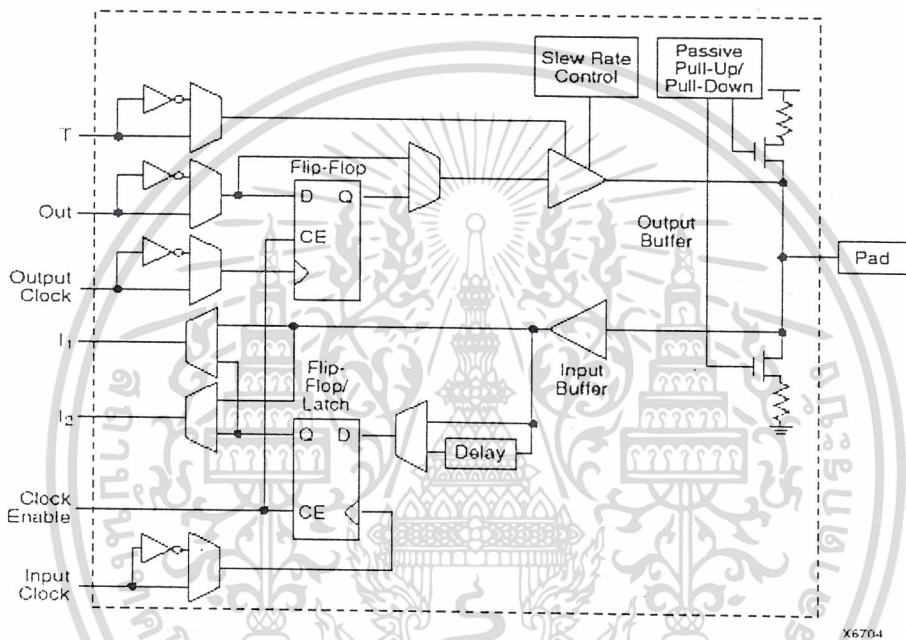 Slew Rate
Control
Passive
Pull-Up/
Pull-Down
T
Flip-Flop
D
Q
Out
CE
Output
Buffer
Output
Clock
Pad
I1
Input
Buffer
Flip-
Flop/
Latch
I2
Q
D
Delay
Clock
Enable
CE
Input
Clock
X6704